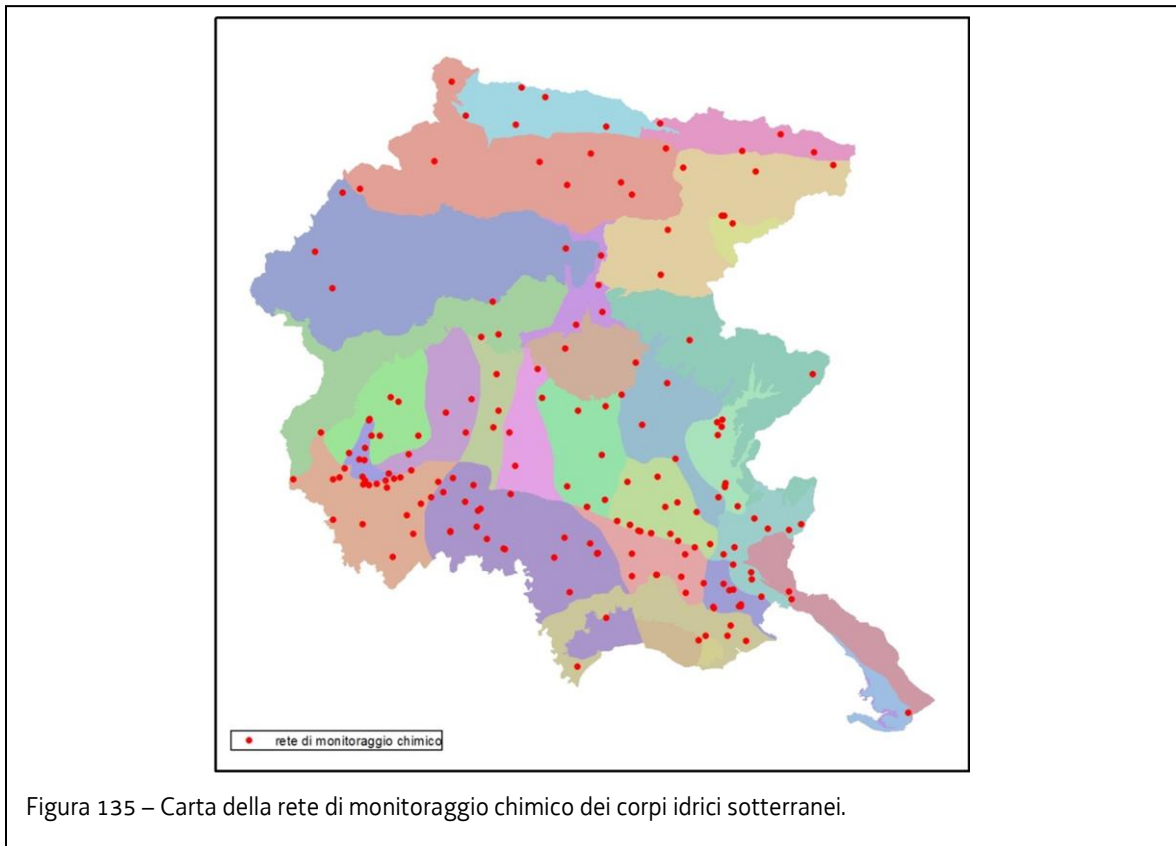 rete di monitoraggio chimico
Figura 135 – Carta della rete di monitoraggio chimico dei corpi idrici sotterranei.